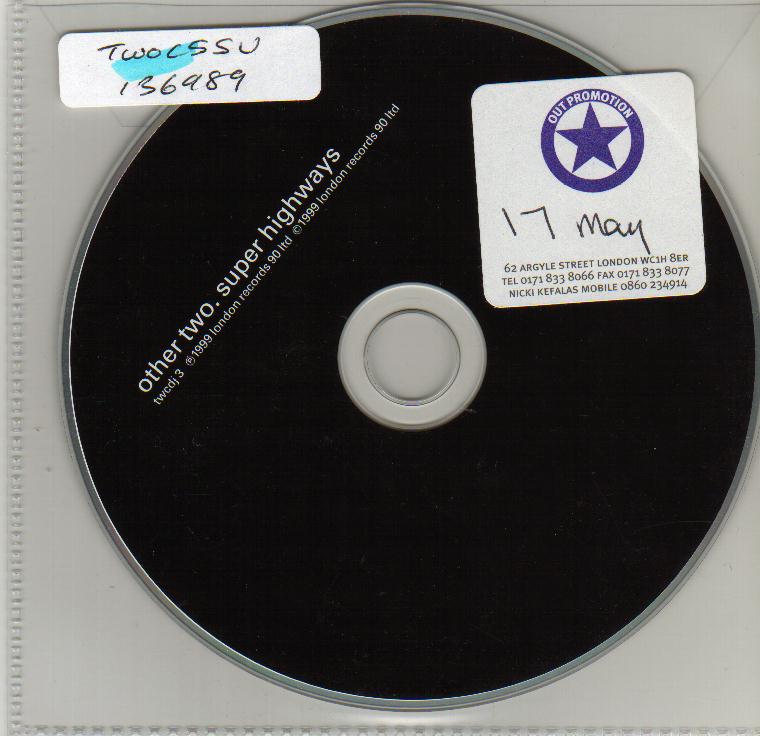 TWOCSSU
136989
OUT PROMOTION
17 May
62 ARGYLE STREET LONDON WC1H 8ER
TEL 0171 833 8066 FAX 0171 833 8077
NICKI KEFALAS MOBILE 0860 234914
other two. super highways
twcdj 3 ℗1999 london records 90 ltd ©1999 london records 90 ltd